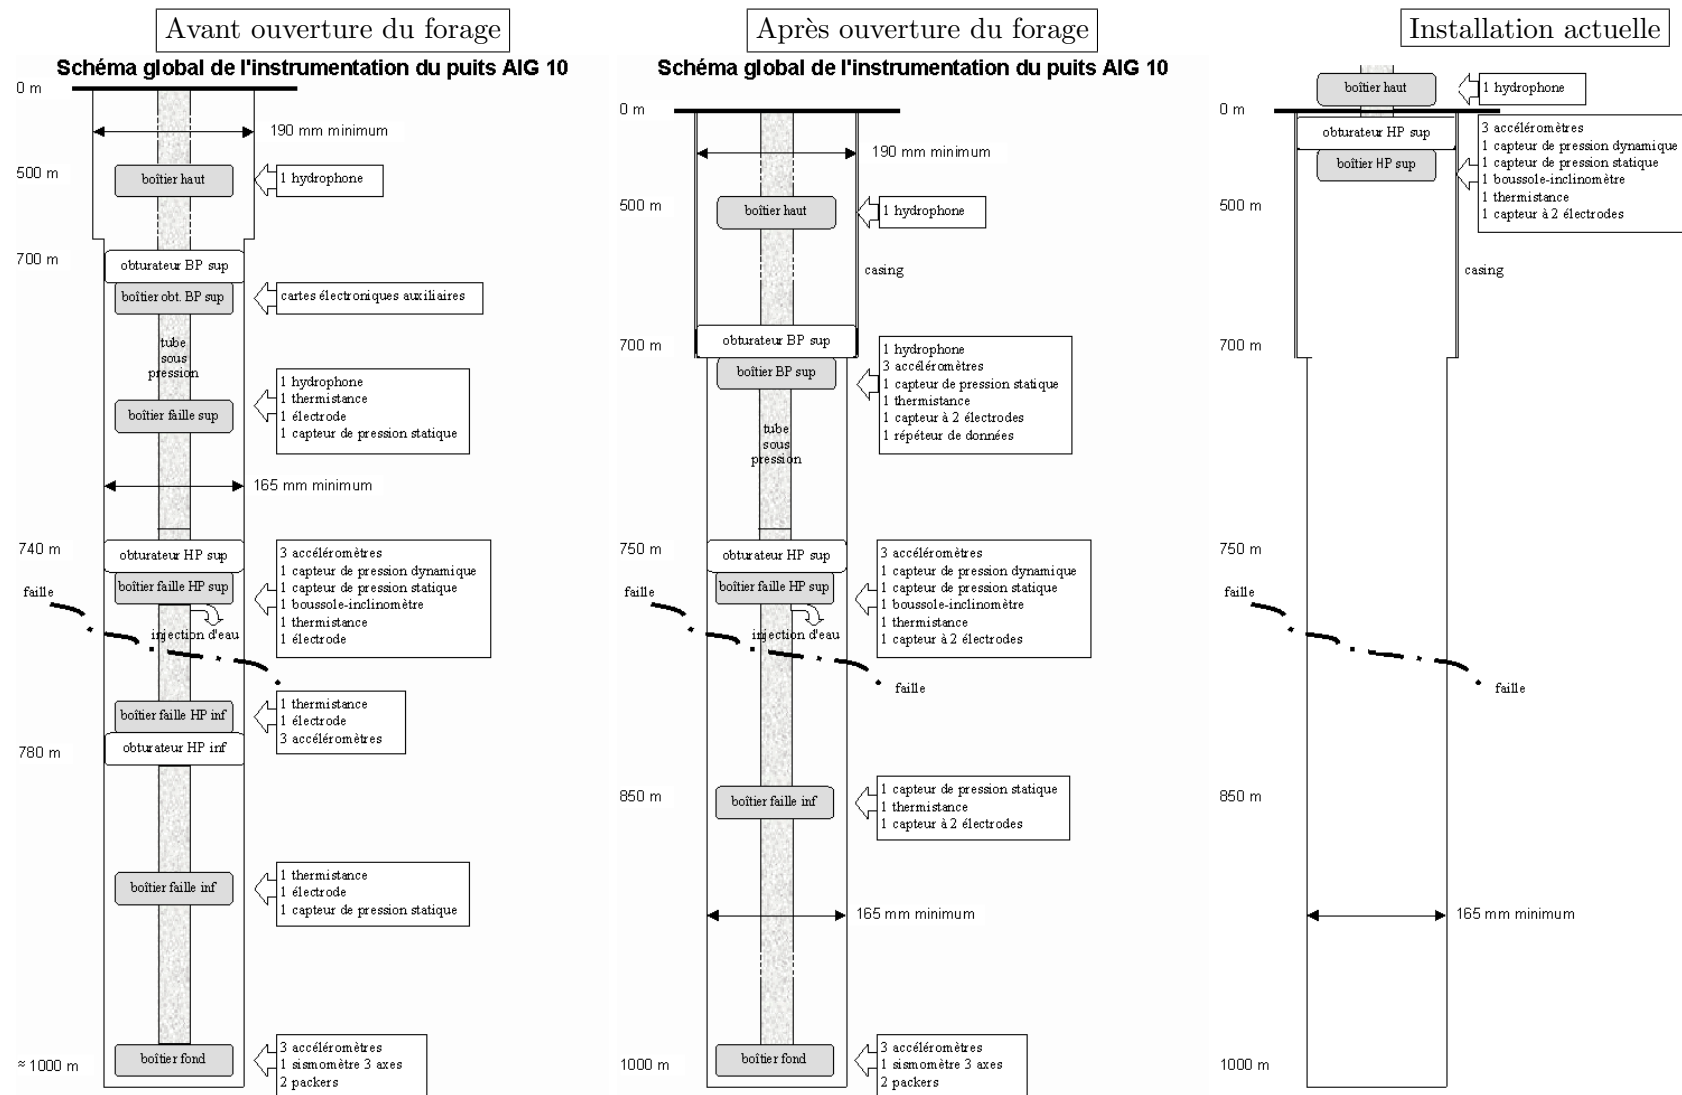 Avant ouverture du forage
Schéma global de l'instrumentation du puits AIG 10
0 m
190 mm minimum
500 m
boîtier haut
1 hydrophone
700 m
obturateur BP sup
boîtier obt. BP sup
cartes électroniques auxiliaires
tube
sous
pression
1 hydrophone
1 thermistance
1 électrode
1 capteur de pression statique
boîtier faille sup
165 mm minimum
740 m
obturateur HP sup
boîtier faille HP sup
3 accéléromètres
1 capteur de pression dynamique
1 capteur de pression statique
1 boussole-inclinomètre
1 thermistance
1 électrode
faille
injection d'eau
boîtier faille HP inf
1 thermistance
1 électrode
3 accéléromètres
780 m
obturateur HP inf
boîtier faille inf
1 thermistance
1 électrode
1 capteur de pression statique
≈ 1000 m
boîtier fond
3 accéléromètres
1 sismomètre 3 axes
2 packers
Après ouverture du forage
Schéma global de l'instrumentation du puits AIG 10
0 m
190 mm minimum
500 m
boîtier haut
1 hydrophone
casing
700 m
obturateur BP sup
boîtier BP sup
1 hydrophone
3 accéléromètres
1 capteur de pression statique
1 thermistance
1 capteur à 2 électrodes
1 répéteur de données
tube
sous
pression
750 m
obturateur HP sup
boîtier faille HP sup
3 accéléromètres
1 capteur de pression dynamique
1 capteur de pression statique
1 boussole-inclinomètre
1 thermistance
1 capteur à 2 électrodes
faille
injection d'eau
faille
850 m
boîtier faille inf
1 capteur de pression statique
1 thermistance
1 capteur à 2 électrodes
165 mm minimum
1000 m
boîtier fond
3 accéléromètres
1 sismomètre 3 axes
2 packers
Installation actuelle
boîtier haut
1 hydrophone
0 m
obturateur HP sup
boîtier HP sup
3 accéléromètres
1 capteur de pression dynamique
1 capteur de pression statique
1 boussole-inclinomètre
1 thermistance
1 capteur à 2 électrodes
500 m
casing
700 m
750 m
faille
faille
850 m
165 mm minimum
1000 m